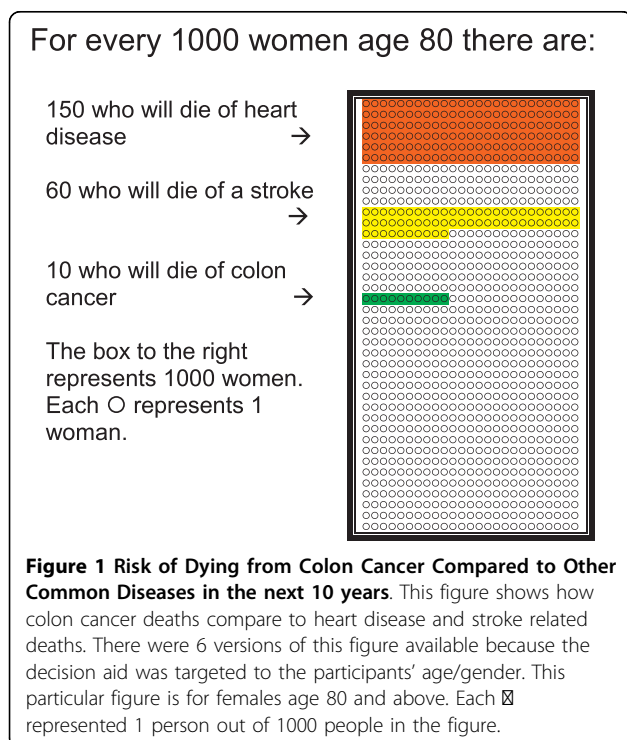 For every 1000 women age 80 there are:
150 who will die of heart
disease →
60 who will die of a stroke
→
10 who will die of colon
cancer →
The box to the right
represents 1000 women.
Each O represents 1
woman.
Figure 1 Risk of Dying from Colon Cancer Compared to Other
Common Diseases in the next 10 years. This figure shows how
colon cancer deaths compare to heart disease and stroke related
deaths. There were 6 versions of this figure available because the
decision aid was targeted to the participants' age/gender. This
particular figure is for females age 80 and above. Each ☒
represented 1 person out of 1000 people in the figure.